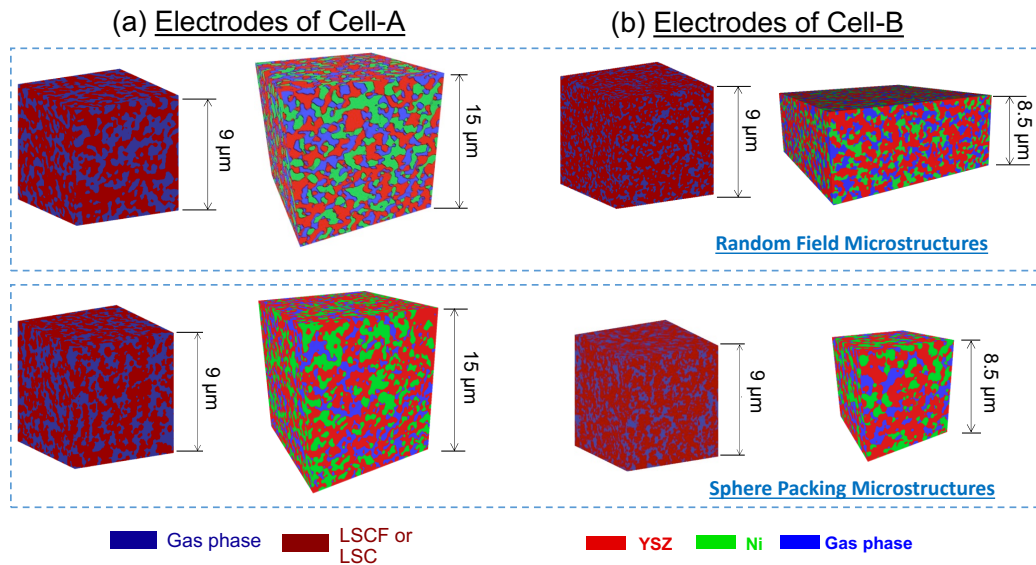 (a) Electrodes of Cell-A
(b) Electrodes of Cell-B
9 μm
15 μm
9 μm
8.5 μm
Random Field Microstructures
9 μm
15 μm
9 μm
8.5 μm
Sphere Packing Microstructures
Gas phase
LSCF or
LSC
YSZ
Ni
Gas phase